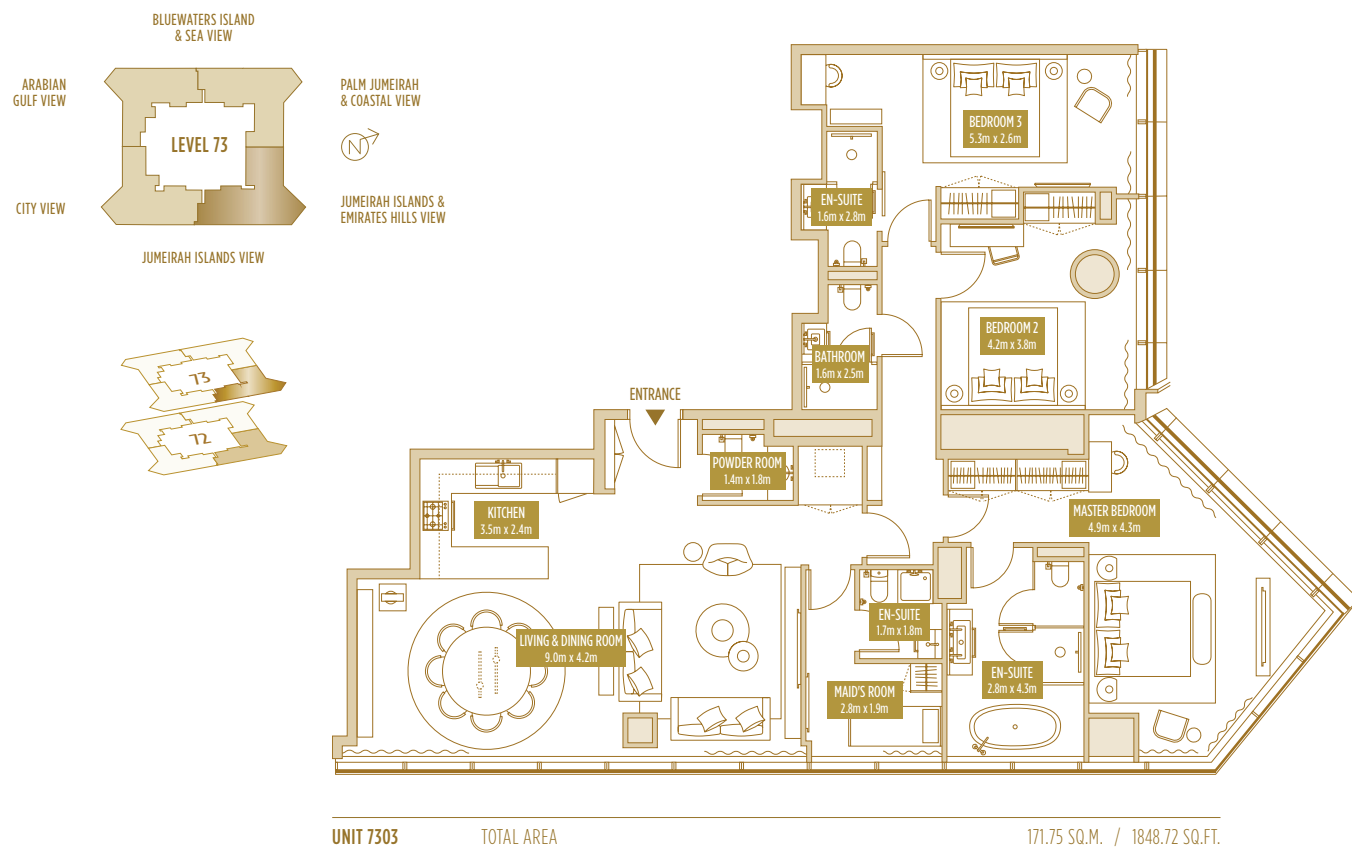 BLUEWATERS ISLAND
& SEA VIEW
ARABIAN
GULF VIEW
PALM JUMEIRAH
& COASTAL VIEW
LEVEL 73
N
CITY VIEW
JUMEIRAH ISLANDS &
EMIRATES HILLS VIEW
JUMEIRAH ISLANDS VIEW
73
72
BEDROOM 3
5.3m x 2.6m
EN-SUITE
1.6m x 2.8m
BEDROOM 2
4.2m x 3.8m
BATHROOM
1.6m x 2.5m
ENTRANCE
POWDER ROOM
1.4m x 1.8m
KITCHEN
3.5m x 2.4m
MASTER BEDROOM
4.9m x 4.3m
LIVING & DINING ROOM
9.0m x 4.2m
EN-SUITE
1.7m x 1.8m
EN-SUITE
2.8m x 4.3m
MAID'S ROOM
2.8m x 1.9m
UNIT 7303 TOTAL AREA 171.75 SQ.M. / 1848.72 SQ.FT.